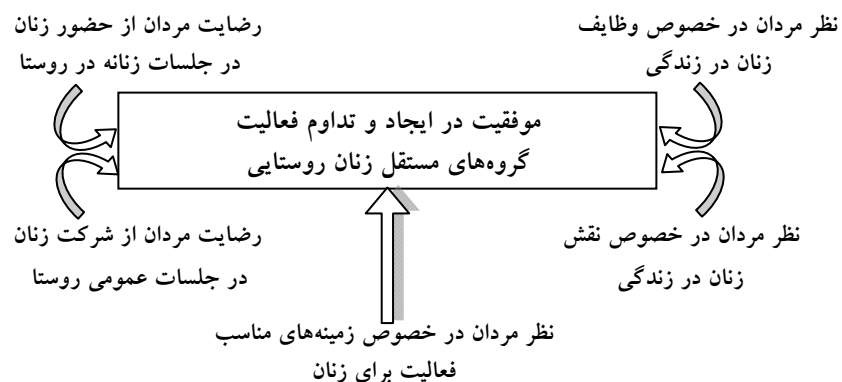 نظر مردان در خصوص وظایف
زنان در زندگی
رضایت مردان از حضور زنان
در جلسات زنانه در روستا
موفقیت در ایجاد و تداوم فعالیت
گروه‌های مستقل زنان روستایی
نظر مردان در خصوص نقش
زنان در زندگی
رضایت مردان از شرکت زنان
در جلسات عمومی روستا
نظر مردان در خصوص زمینه‌های مناسب
فعالیت برای زنان